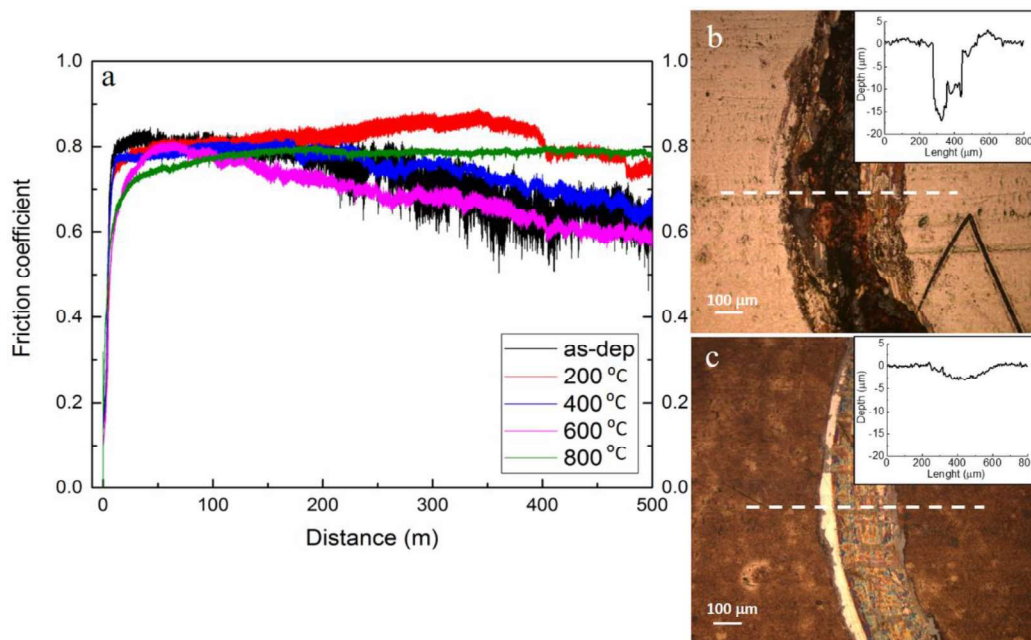 a
1.0
0.8
0.6
0.4
0.2
0.0
1.0
0.8
0.6
0.4
0.2
0.0
0
100
200
300
400
500
Friction coefficient
Distance (m)
as-dep
200 °C
400 °C
600 °C
800 °C
b
5
0
-5
-10
-15
-20
Depth (µm)
0 200 400 600 800
Lenght (µm)
100 µm
c
5
0
-5
-10
-15
-20
Depth (µm)
0 200 400 600 800
Lenght (µm)
100 µm